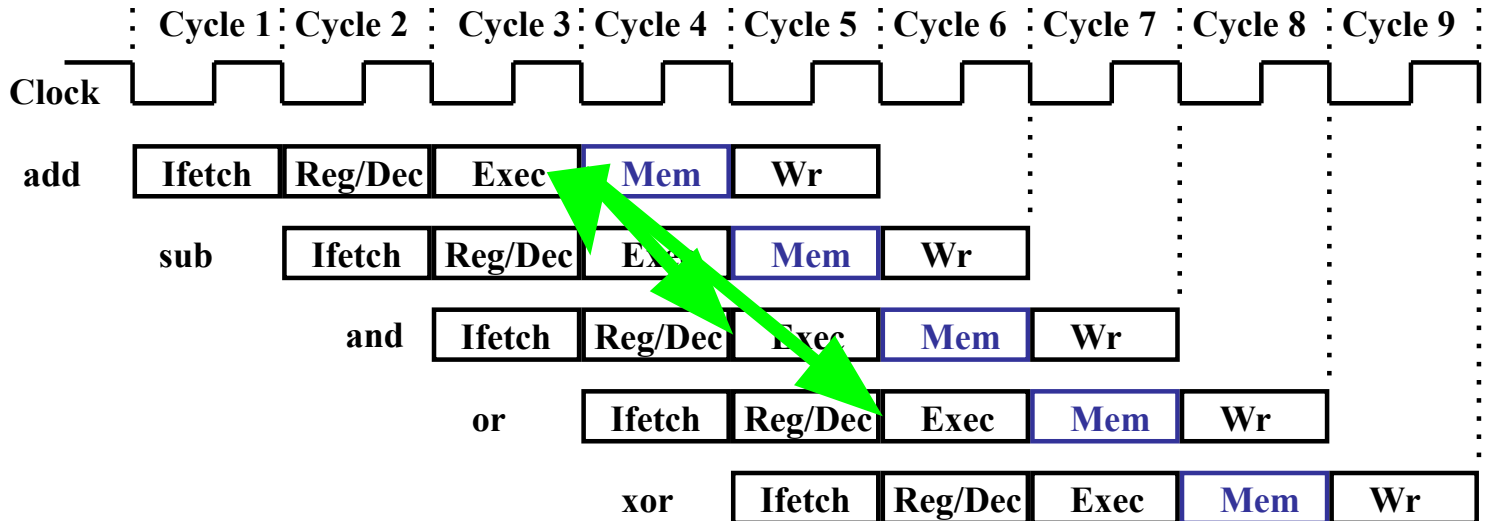 Cycle 1 Cycle 2 Cycle 3 Cycle 4 Cycle 5 Cycle 6 Cycle 7 Cycle 8 Cycle 9
Clock
add Ifetch Reg/Dec Exec Mem Wr
sub Ifetch Reg/Dec Exec Mem Wr
and Ifetch Reg/Dec Exec Mem Wr
or Ifetch Reg/Dec Exec Mem Wr
xor Ifetch Reg/Dec Exec Mem Wr